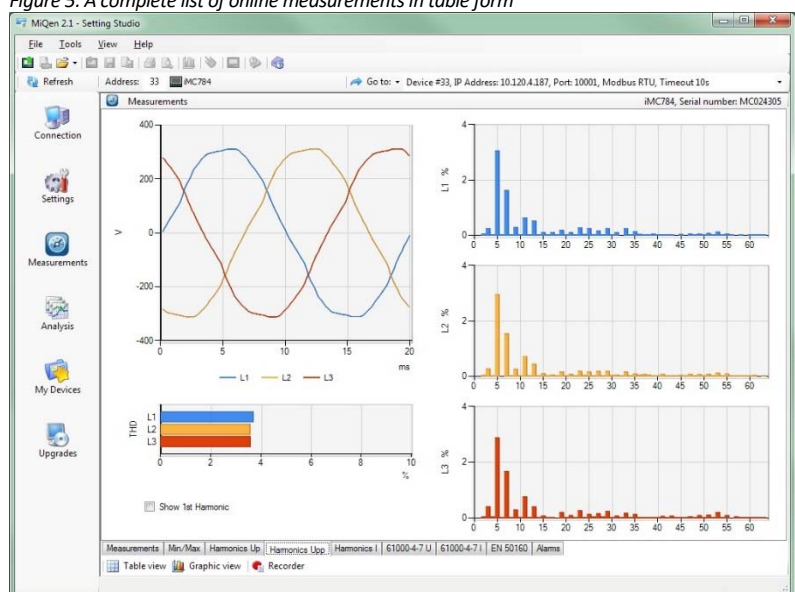 Figure 5: A complete list of online measurements in table form
MiQen 2.1 - Setting Studio
File Tools View Help
Refresh Address: 33 iMC784 Go to: Device #33, IP Address: 10.120.4.187, Port: 10001, Modbus RTU, Timeout 10s
Measurements iMC784, Serial number: MC024305
Connection
Settings
Measurements
Analysis
My Devices
Upgrades
400
200
0
-200
-400
V
0 5 10 15 20
ms
L1 L2 L3
THD
L1
L2
L3
0 2 4 6 8 10
%
Show 1st Harmonic
4
2
0
L1 %
0 5 10 15 20 25 30 35 40 45 50 55 60
4
2
0
L2 %
0 5 10 15 20 25 30 35 40 45 50 55 60
4
2
0
L3 %
0 5 10 15 20 25 30 35 40 45 50 55 60
Measurements Min/Max Harmonics Up Harmonics Upp Harmonics I 61000-4-7 U 61000-4-7 I EN 50160 Alarms
Table view Graphic view Recorder